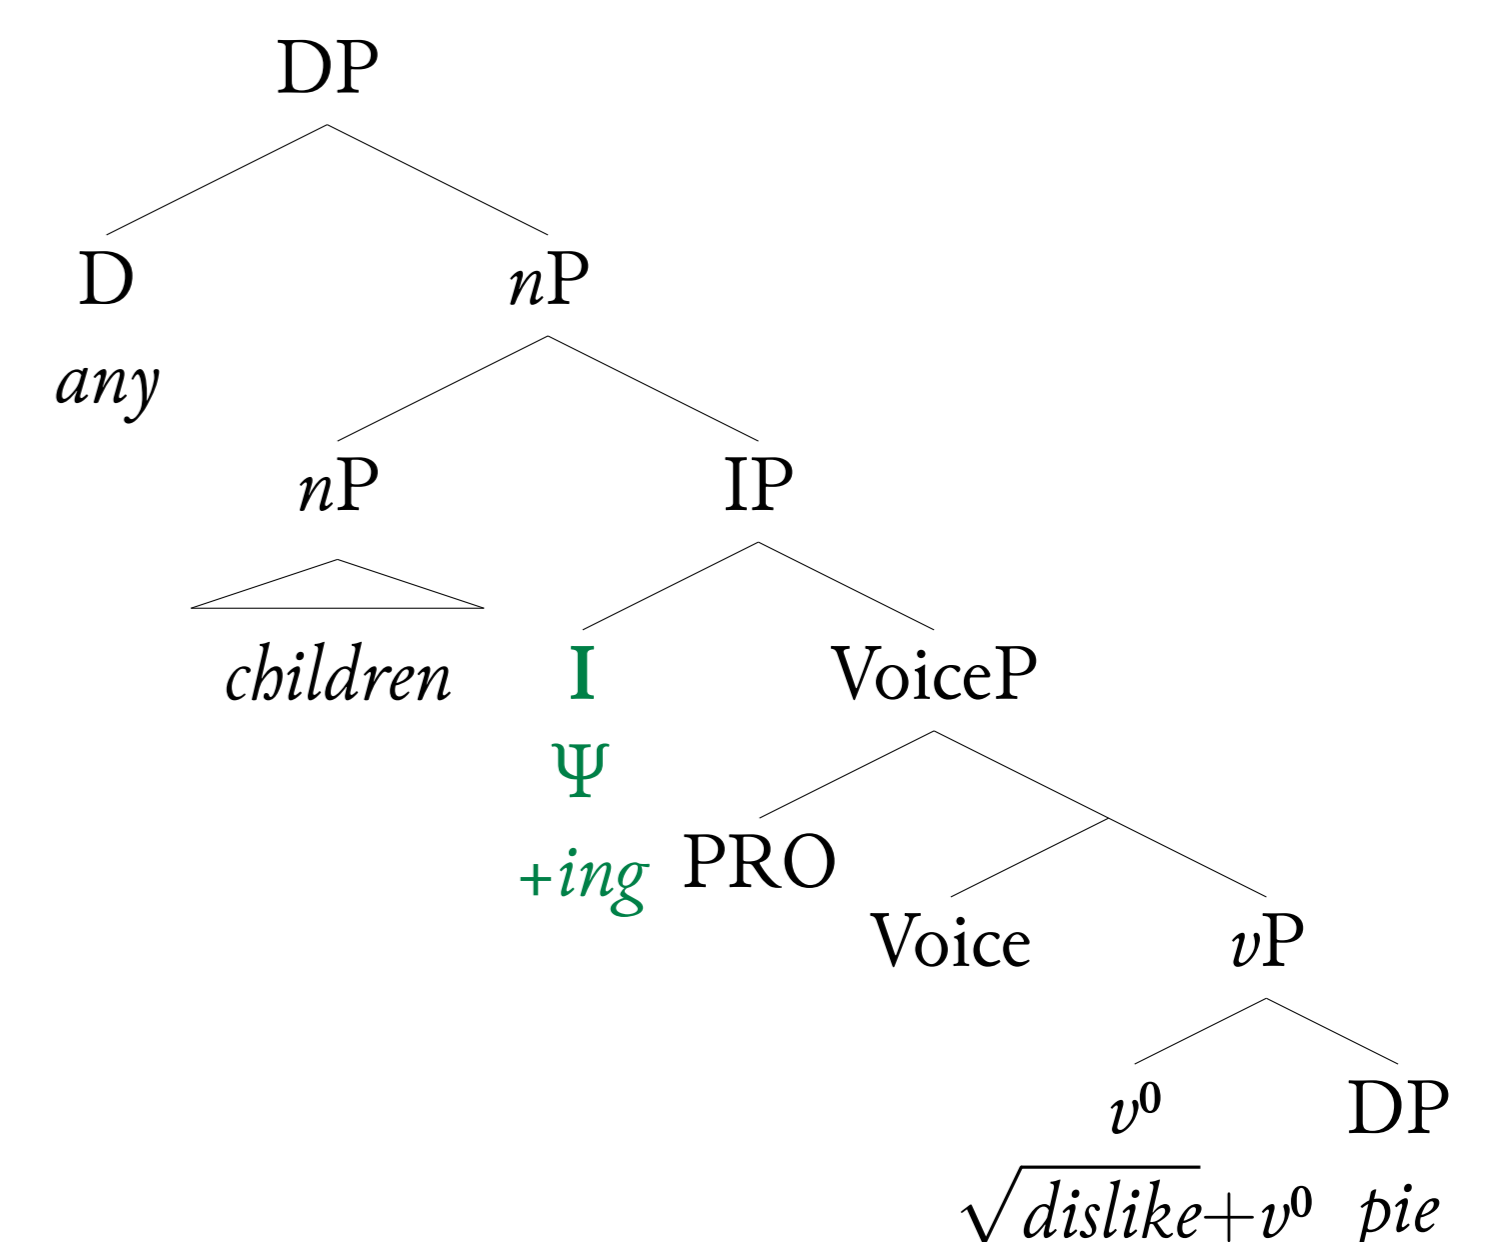 DP
D nP
any
nP IP
children I VoiceP
Ψ
+ing PRO
Voice vP
v⁰ DP
√dislike+v⁰ pie